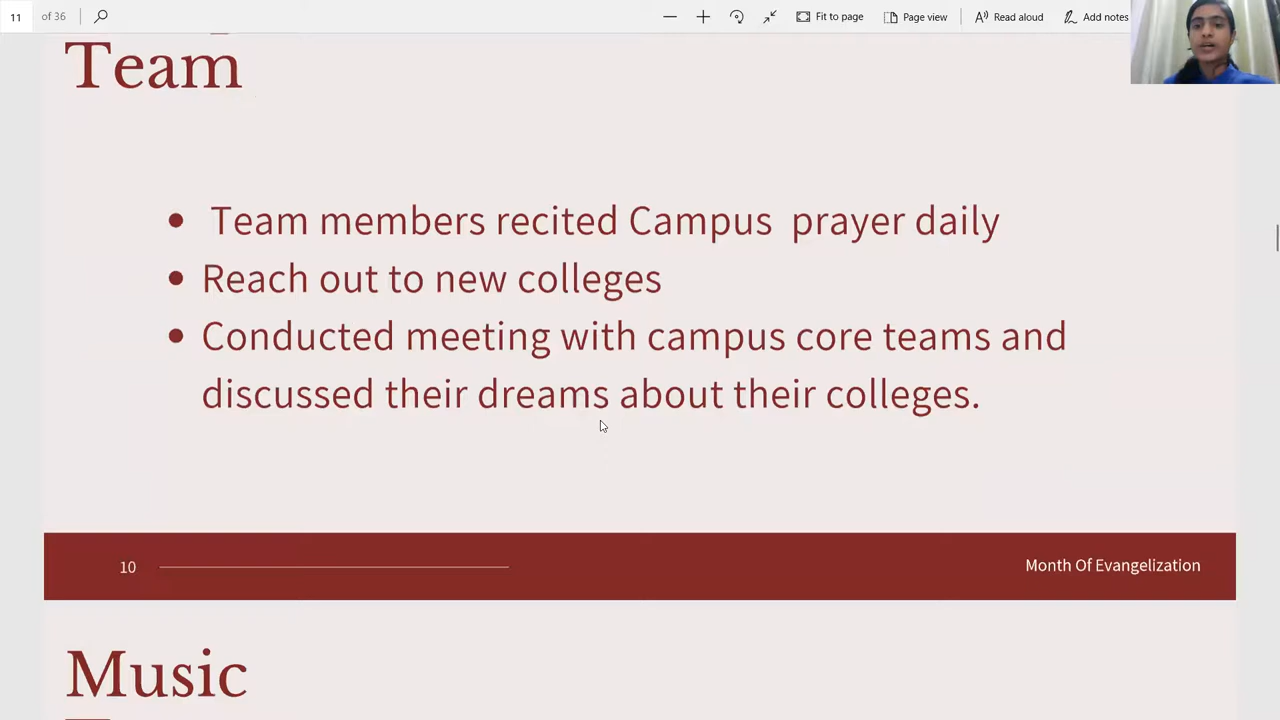 11 of 36 Fit to page Page view Read aloud Add notes
Team
• Team members recited Campus prayer daily
• Reach out to new colleges
• Conducted meeting with campus core teams and
discussed their dreams about their colleges.
10 Month Of Evangelization
Music